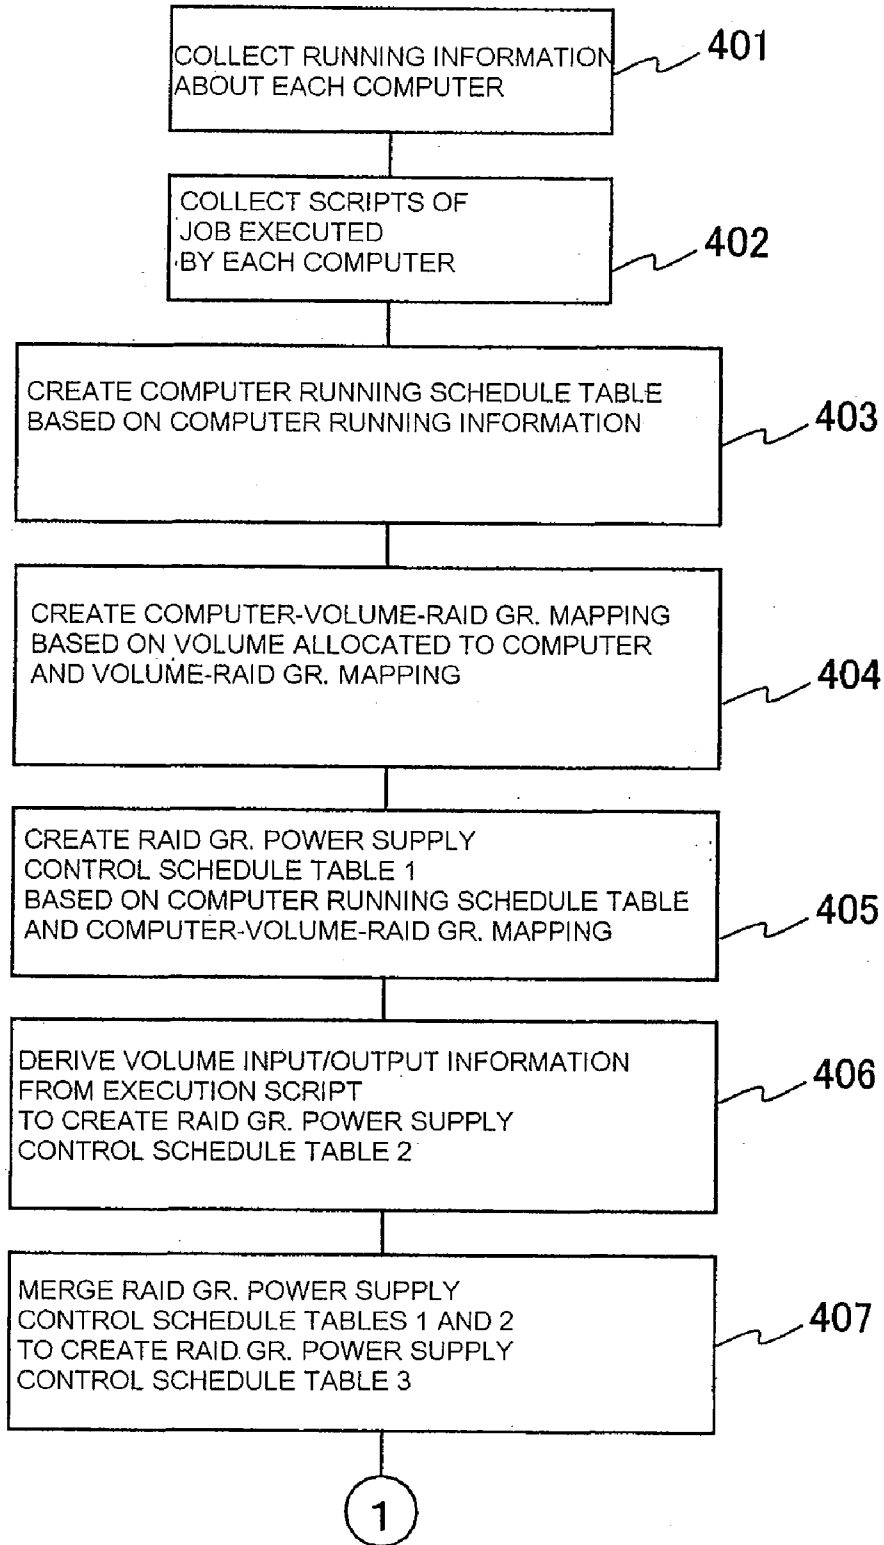 COLLECT RUNNING INFORMATION
ABOUT EACH COMPUTER
401
COLLECT SCRIPTS OF
JOB EXECUTED
BY EACH COMPUTER
402
CREATE COMPUTER RUNNING SCHEDULE TABLE
BASED ON COMPUTER RUNNING INFORMATION
403
CREATE COMPUTER-VOLUME-RAID GR. MAPPING
BASED ON VOLUME ALLOCATED TO COMPUTER
AND VOLUME-RAID GR. MAPPING
404
CREATE RAID GR. POWER SUPPLY
CONTROL SCHEDULE TABLE 1
BASED ON COMPUTER RUNNING SCHEDULE TABLE
AND COMPUTER-VOLUME-RAID GR. MAPPING
405
DERIVE VOLUME INPUT/OUTPUT INFORMATION
FROM EXECUTION SCRIPT
TO CREATE RAID GR. POWER SUPPLY
CONTROL SCHEDULE TABLE 2
406
MERGE RAID GR. POWER SUPPLY
CONTROL SCHEDULE TABLES 1 AND 2
TO CREATE RAID GR. POWER SUPPLY
CONTROL SCHEDULE TABLE 3
407
1